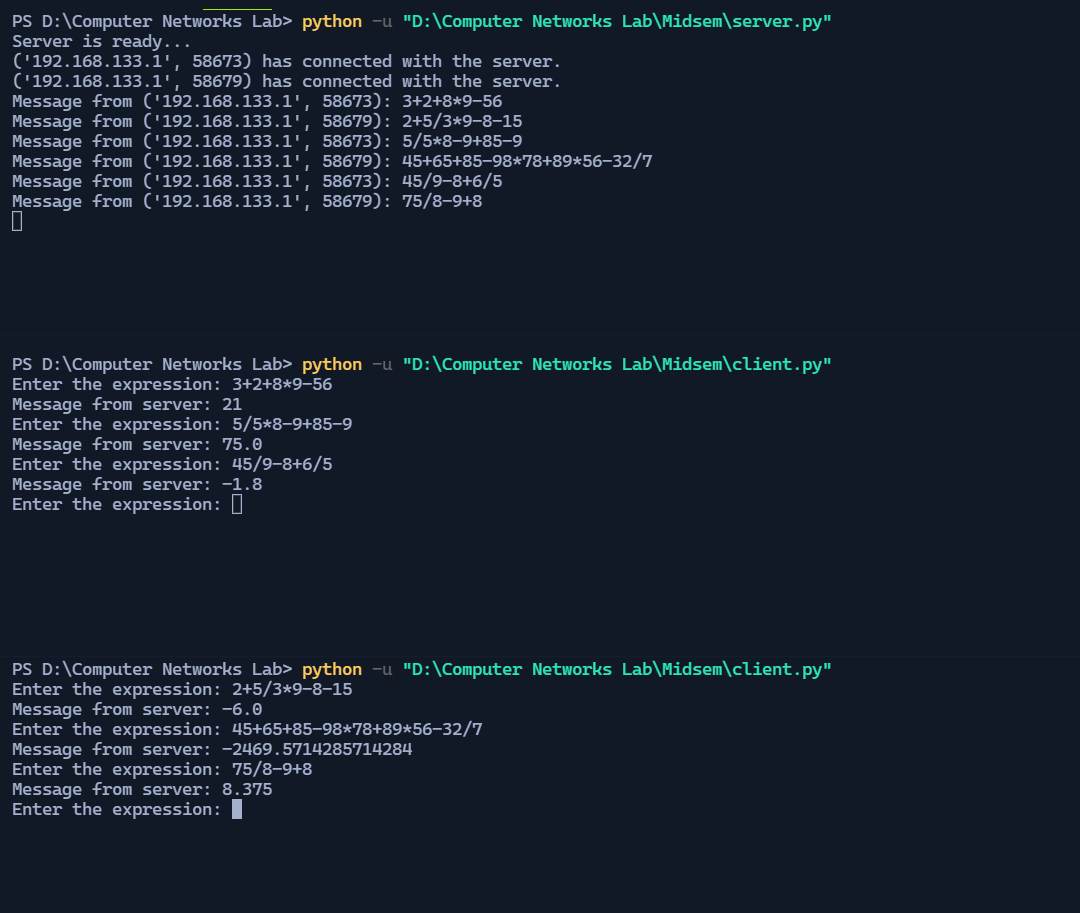 PS D:\Computer Networks Lab> python -u "D:\Computer Networks Lab\Midsem\server.py"
Server is ready...
('192.168.133.1', 58673) has connected with the server.
('192.168.133.1', 58679) has connected with the server.
Message from ('192.168.133.1', 58673): 3+2+8*9-56
Message from ('192.168.133.1', 58679): 2+5/3*9-8-15
Message from ('192.168.133.1', 58673): 5/5*8-9+85-9
Message from ('192.168.133.1', 58679): 45+65+85-98*78+89*56-32/7
Message from ('192.168.133.1', 58673): 45/9-8+6/5
Message from ('192.168.133.1', 58679): 75/8-9+8
PS D:\Computer Networks Lab> python -u "D:\Computer Networks Lab\Midsem\client.py"
Enter the expression: 3+2+8*9-56
Message from server: 21
Enter the expression: 5/5*8-9+85-9
Message from server: 75.0
Enter the expression: 45/9-8+6/5
Message from server: -1.8
Enter the expression:
PS D:\Computer Networks Lab> python -u "D:\Computer Networks Lab\Midsem\client.py"
Enter the expression: 2+5/3*9-8-15
Message from server: -6.0
Enter the expression: 45+65+85-98*78+89*56-32/7
Message from server: -2469.5714285714284
Enter the expression: 75/8-9+8
Message from server: 8.375
Enter the expression: